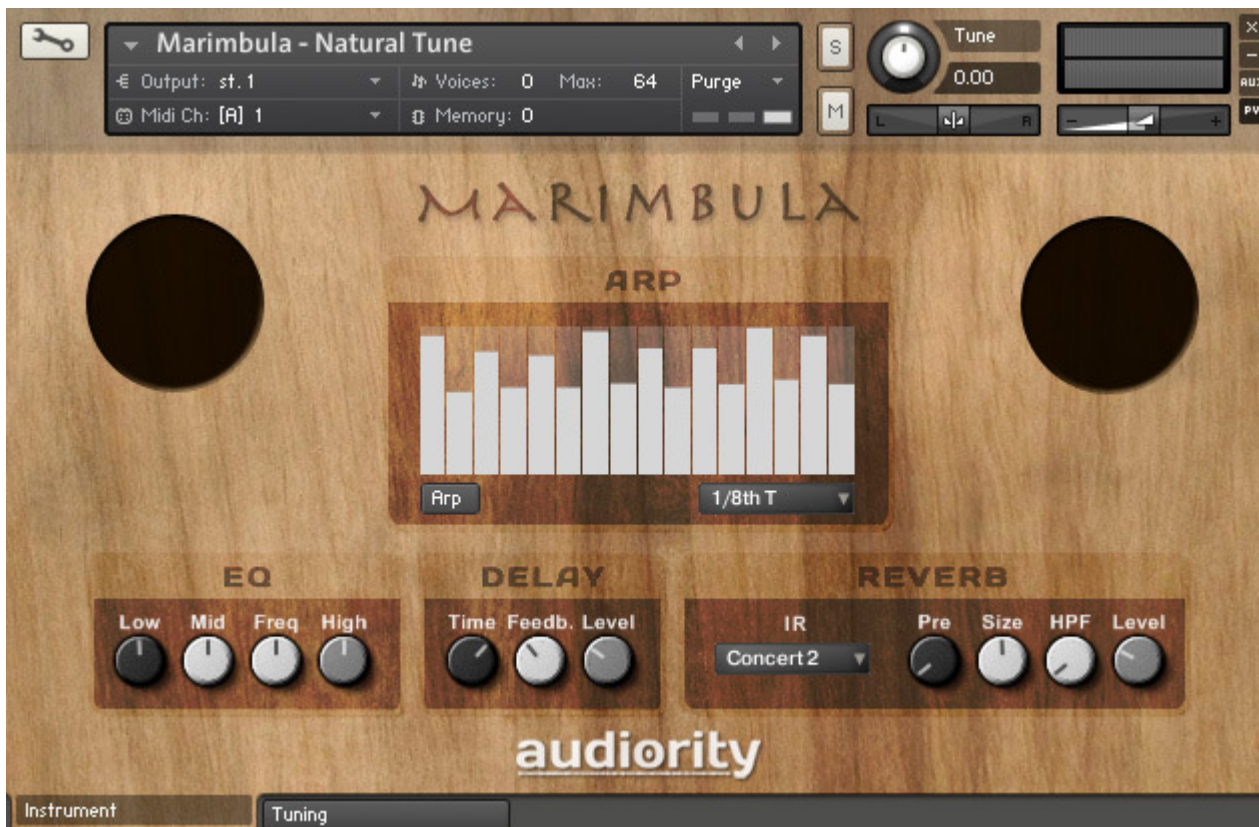 Marimbula - Natural Tune
S
Tune
Output: st. 1
Voices: 0 Max: 64
Purge
0.00
Midi Ch: [A] 1
Memory: 0
M
L
R
-
+
×
-
AUX
PV
MARIMBULA
ARP
Arp
1/8th T
EQ
DELAY
REVERB
Low Mid Freq High
Time Feedb. Level
IR
Pre Size HPF Level
Concert 2
audiority
Instrument
Tuning